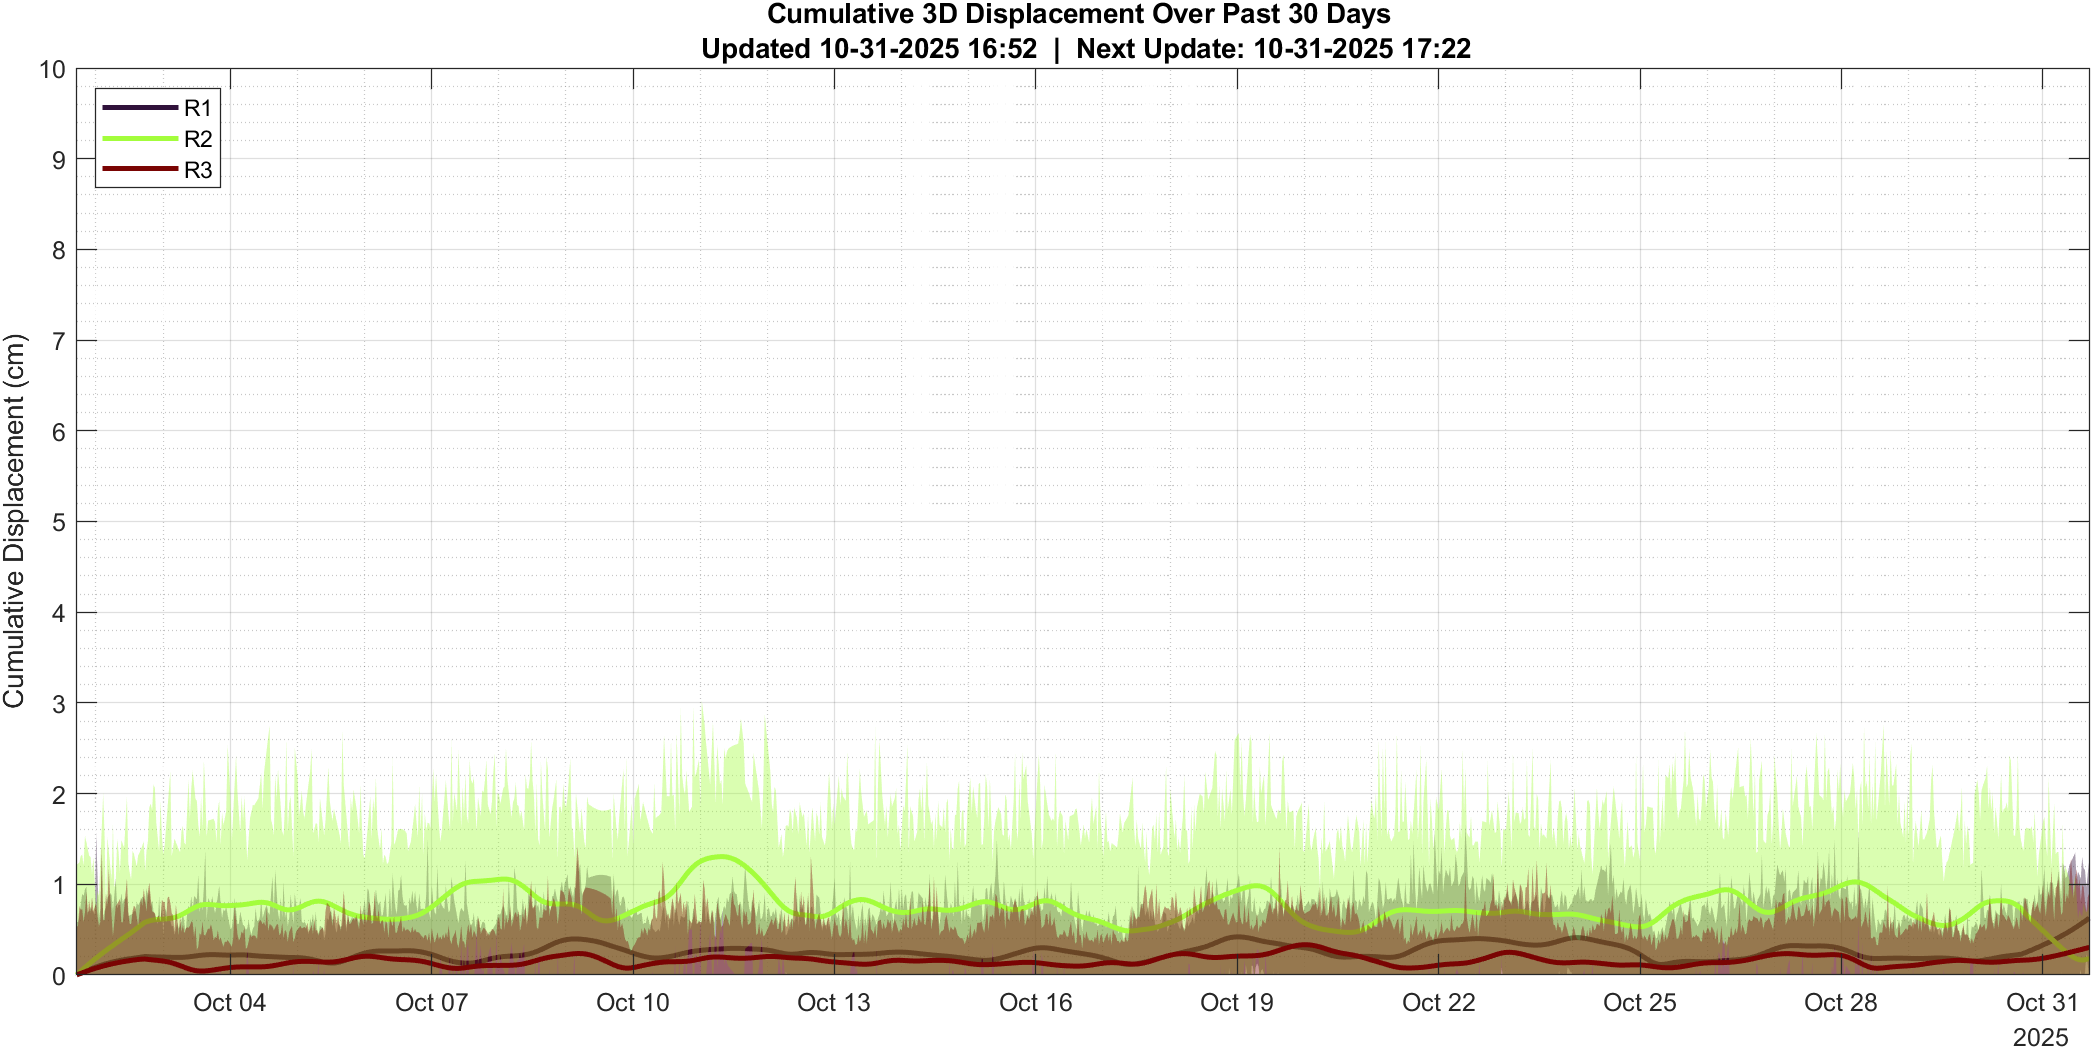 Cumulative 3D Displacement Over Past 30 Days
Updated 10-31-2025 16:52 | Next Update: 10-31-2025 17:22
Cumulative Displacement (cm)
10
9
8
7
6
5
4
3
2
1
0
R1
R2
R3
Oct 04 Oct 07 Oct 10 Oct 13 Oct 16 Oct 19 Oct 22 Oct 25 Oct 28 Oct 31
2025